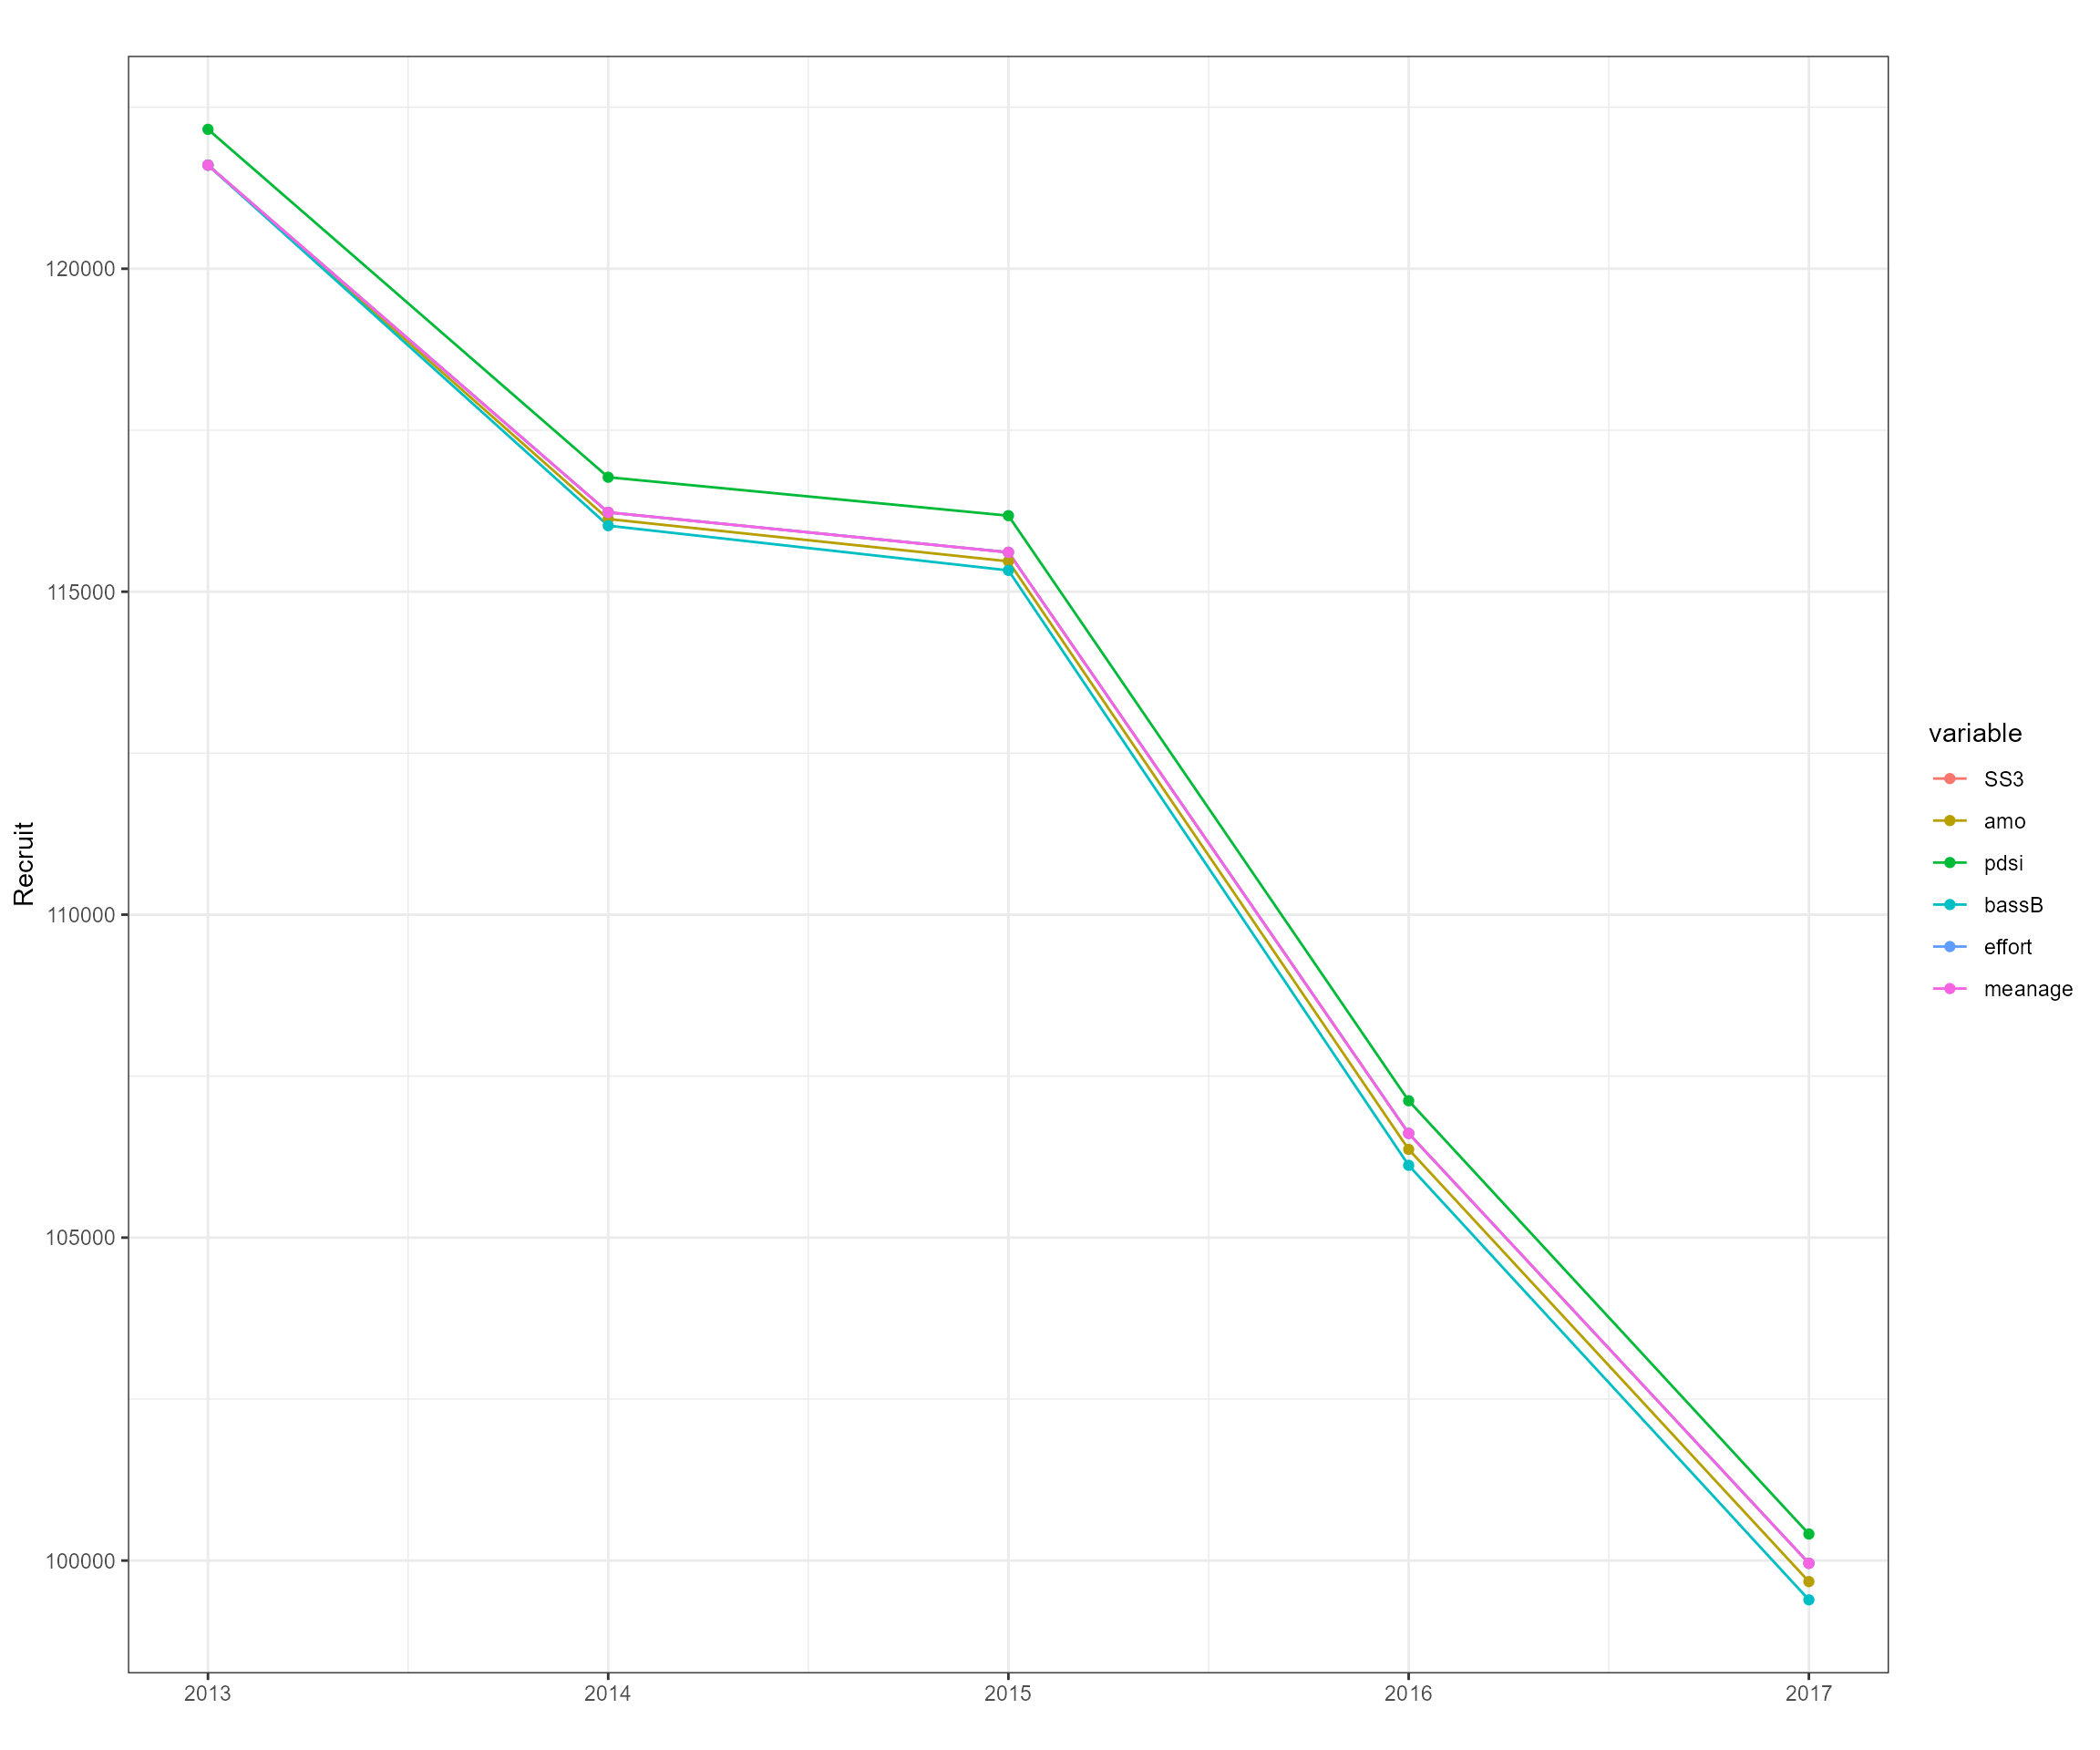 Recruit
120000
115000
110000
105000
100000
2013 2014 2015 2016 2017
variable
SS3
amo
pdsi
bassB
effort
meanage